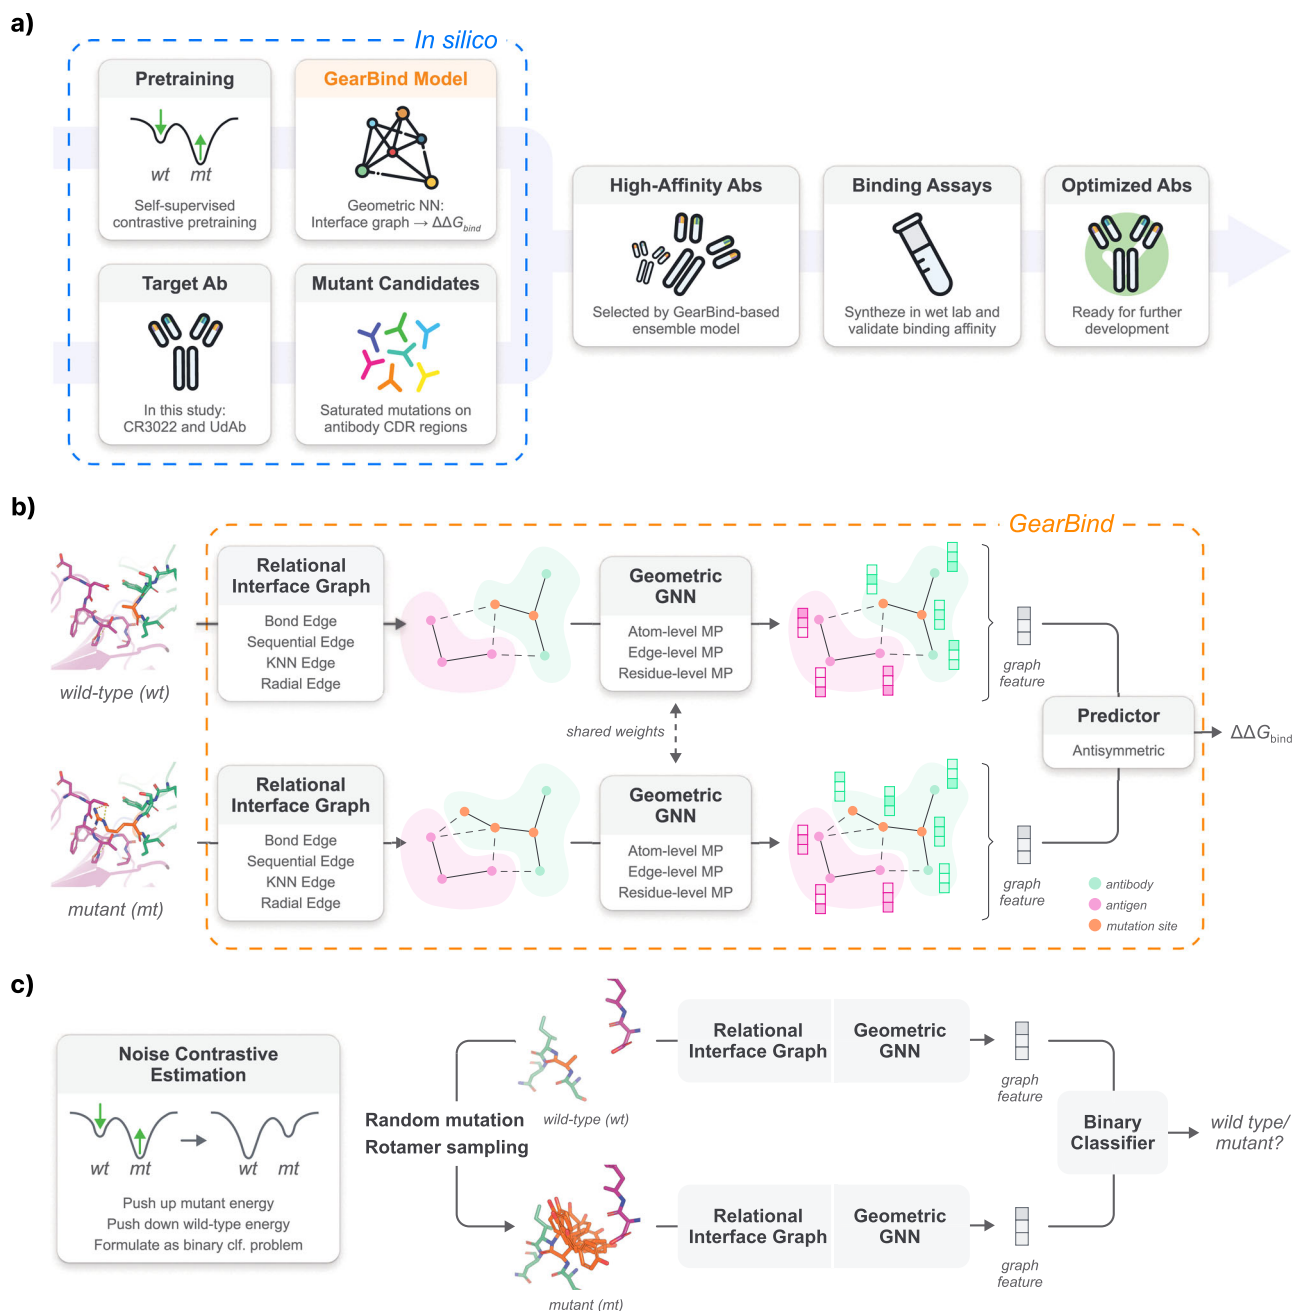 a)
In silico
Pretraining
wt mt
Self-supervised
contrastive pretraining
GearBind Model
Geometric NN:
Interface graph → ΔΔG_bind
Target Ab
In this study:
CR3022 and UdAb
Mutant Candidates
Saturated mutations on
antibody CDR regions
High-Affinity Abs
Selected by GearBind-based
ensemble model
Binding Assays
Syntheze in wet lab and
validate binding affinity
Optimized Abs
Ready for further
development
b)
GearBind
wild-type (wt)
Relational
Interface Graph
Bond Edge
Sequential Edge
KNN Edge
Radial Edge
Geometric
GNN
Atom-level MP
Edge-level MP
Residue-level MP
graph
feature
shared weights
Predictor
Antisymmetric
ΔΔG_bind
mutant (mt)
Relational
Interface Graph
Bond Edge
Sequential Edge
KNN Edge
Radial Edge
Geometric
GNN
Atom-level MP
Edge-level MP
Residue-level MP
graph
feature
antibody
antigen
mutation site
c)
Noise Contrastive
Estimation
wt mt wt mt
Push up mutant energy
Push down wild-type energy
Formulate as binary clf. problem
Random mutation
Rotamer sampling
wild-type (wt)
Relational
Interface Graph
Geometric
GNN
graph
feature
Binary
Classifier
wild type/
mutant?
mutant (mt)
Relational
Interface Graph
Geometric
GNN
graph
feature